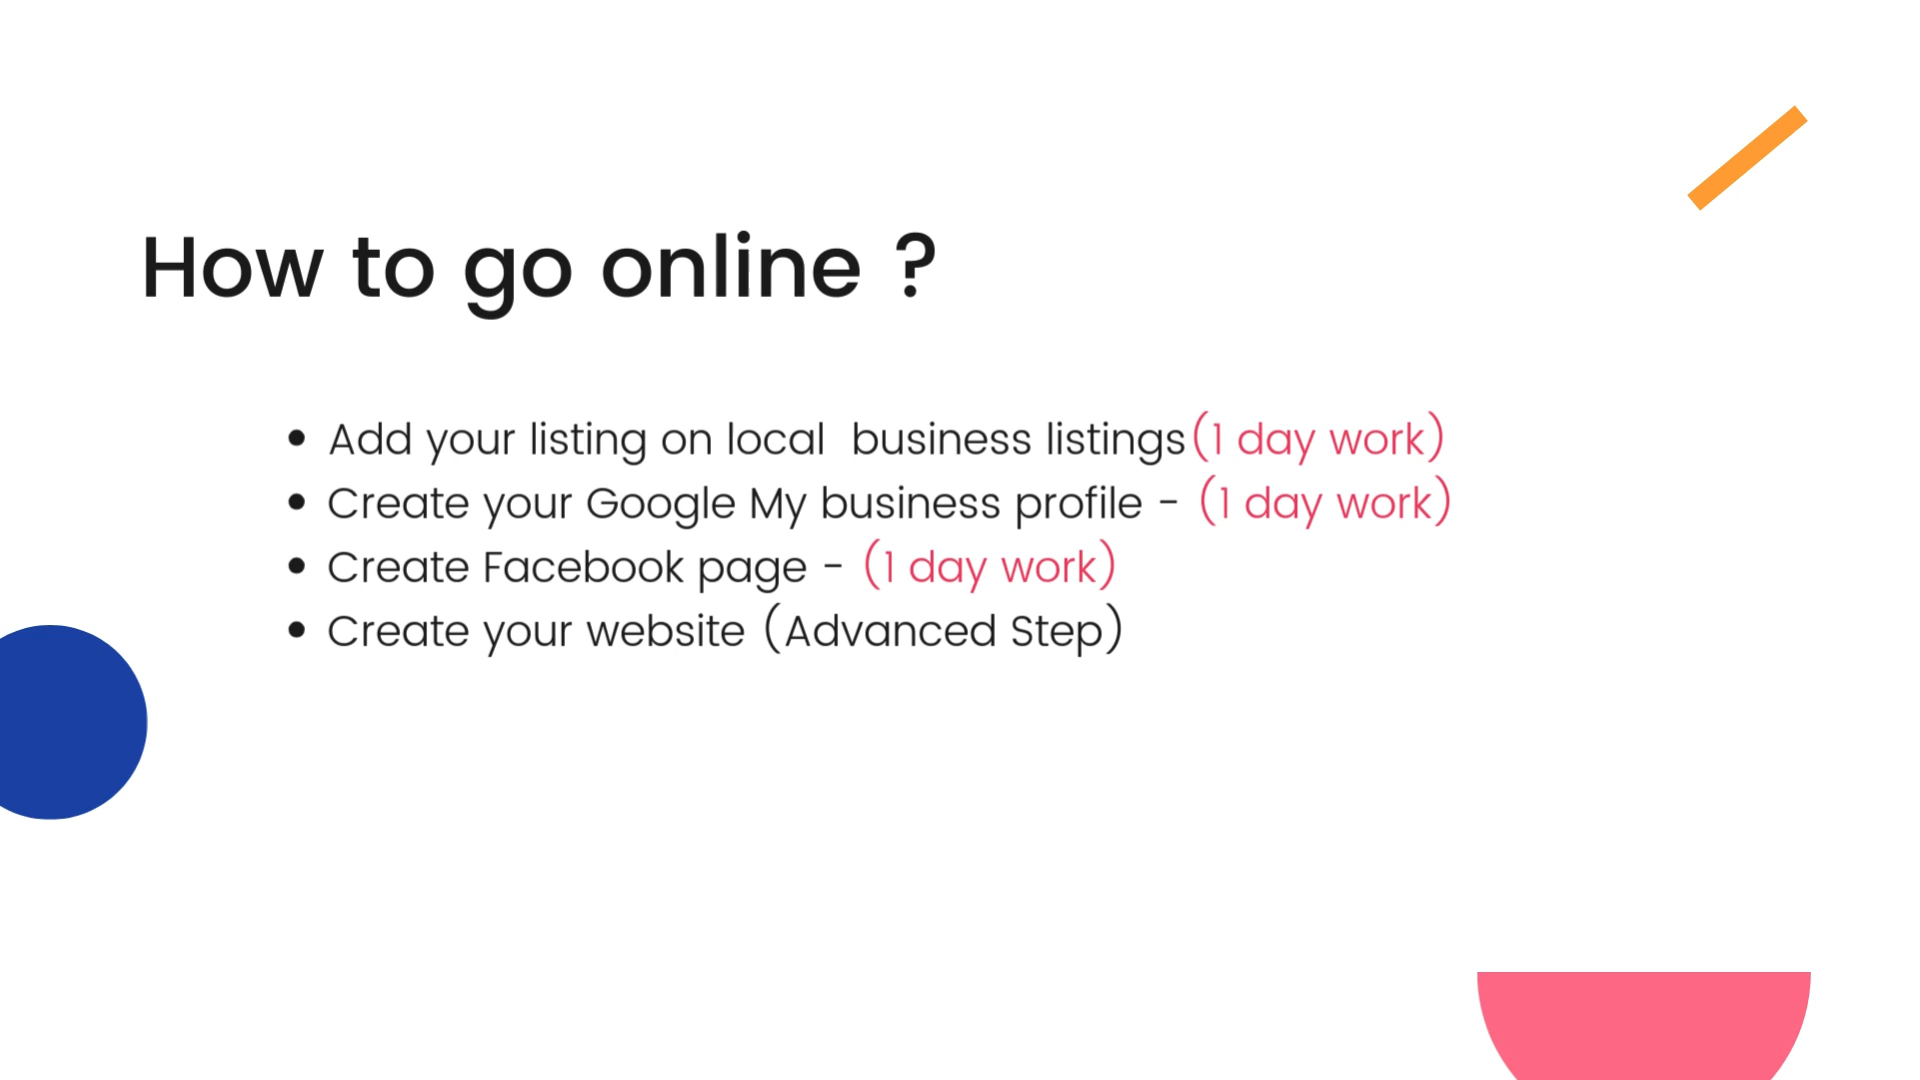 How to go online ?
• Add your listing on local  business listings(1 day work)
• Create your Google My business profile - (1 day work)
• Create Facebook page - (1 day work)
• Create your website (Advanced Step)